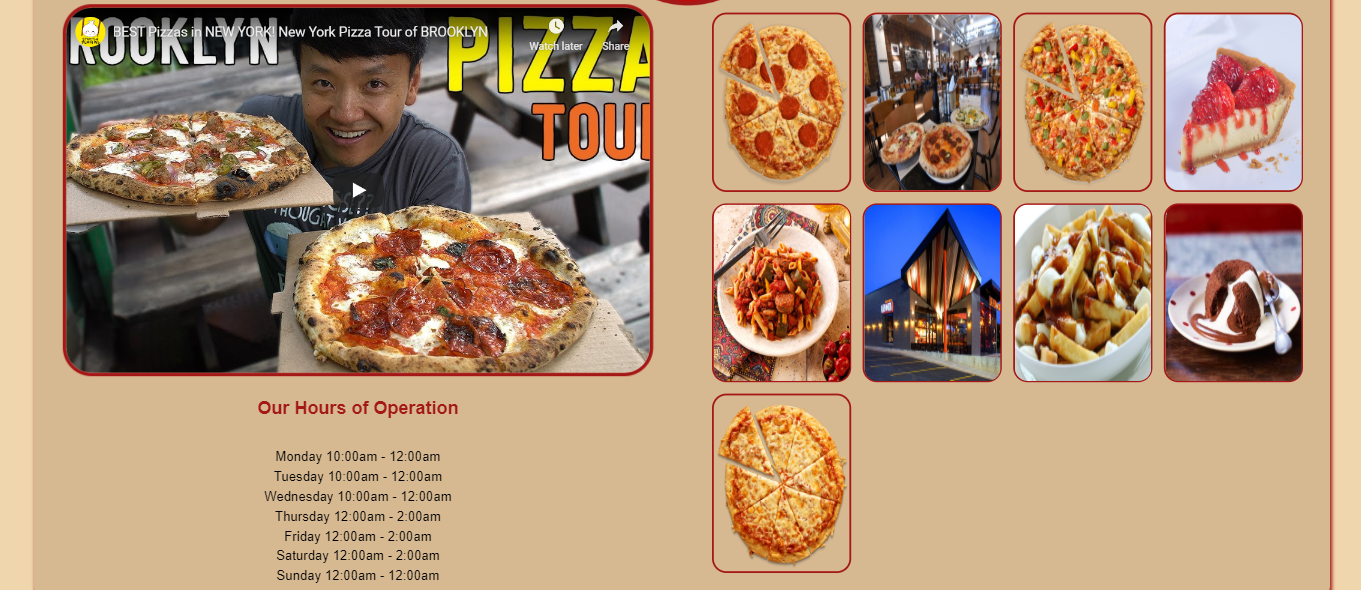 BEST Pizzas in NEW YORK! New York Pizza Tour of BROOKLYN
Watch later
Share
ROOKLYN
PIZZA
TOU
THOUGHT
Our Hours of Operation
Monday 10:00am - 12:00am
Tuesday 10:00am - 12:00am
Wednesday 10:00am - 12:00am
Thursday 12:00am - 2:00am
Friday 12:00am - 2:00am
Saturday 12:00am - 2:00am
Sunday 12:00am - 12:00am